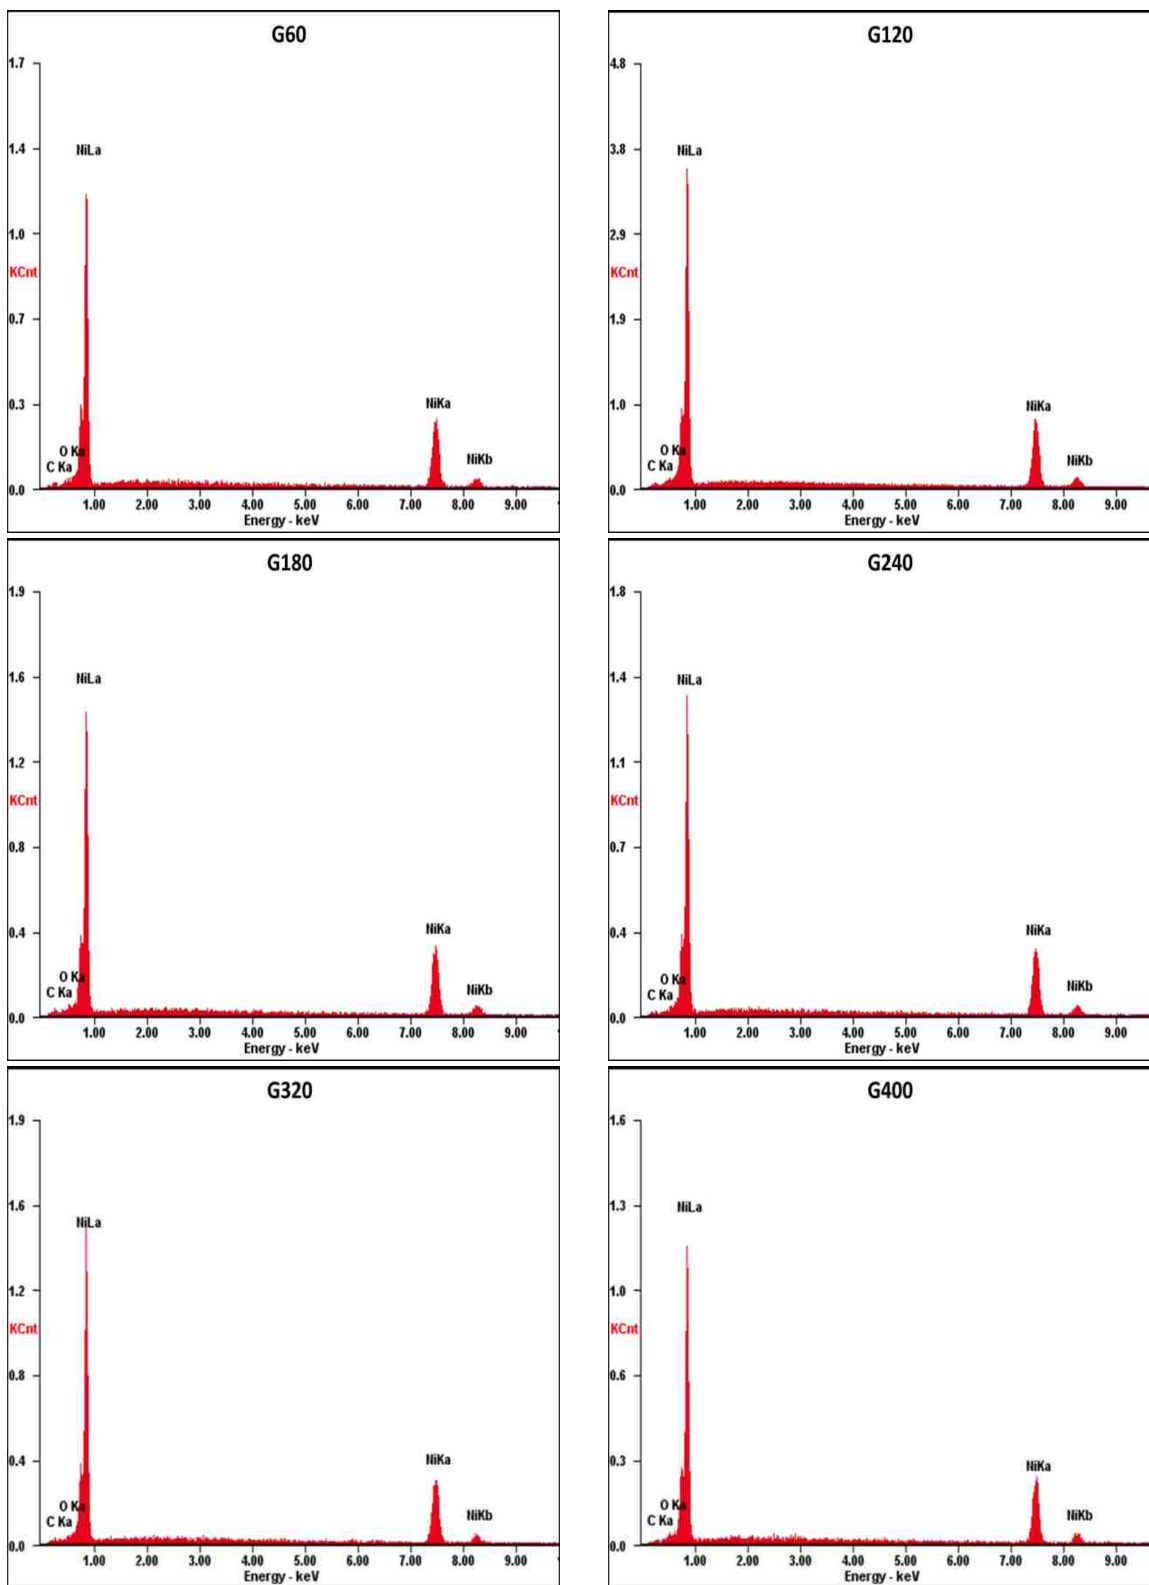 G60
1.7
1.4
1.0
KCnt
0.7
0.3
0.0
NiLa
O Ka
C Ka
NiKa
NiKb
1.00 2.00 3.00 4.00 5.00 6.00 7.00 8.00 9.00
Energy - keV
G120
4.8
3.8
2.9
KCnt
1.9
1.0
0.0
NiLa
O Ka
C Ka
NiKa
NiKb
1.00 2.00 3.00 4.00 5.00 6.00 7.00 8.00 9.00
Energy - keV
G180
1.9
1.6
1.2
KCnt
0.8
0.4
0.0
NiLa
O Ka
C Ka
NiKa
NiKb
1.00 2.00 3.00 4.00 5.00 6.00 7.00 8.00 9.00
Energy - keV
G240
1.8
1.4
1.1
KCnt
0.7
0.4
0.0
NiLa
O Ka
C Ka
NiKa
NiKb
1.00 2.00 3.00 4.00 5.00 6.00 7.00 8.00 9.00
Energy - keV
G320
1.9
1.6
1.2
KCnt
0.8
0.4
0.0
NiLa
O Ka
C Ka
NiKa
NiKb
1.00 2.00 3.00 4.00 5.00 6.00 7.00 8.00 9.00
Energy - keV
G400
1.6
1.3
1.0
KCnt
0.6
0.3
0.0
NiLa
O Ka
C Ka
NiKa
NiKb
1.00 2.00 3.00 4.00 5.00 6.00 7.00 8.00 9.00
Energy - keV